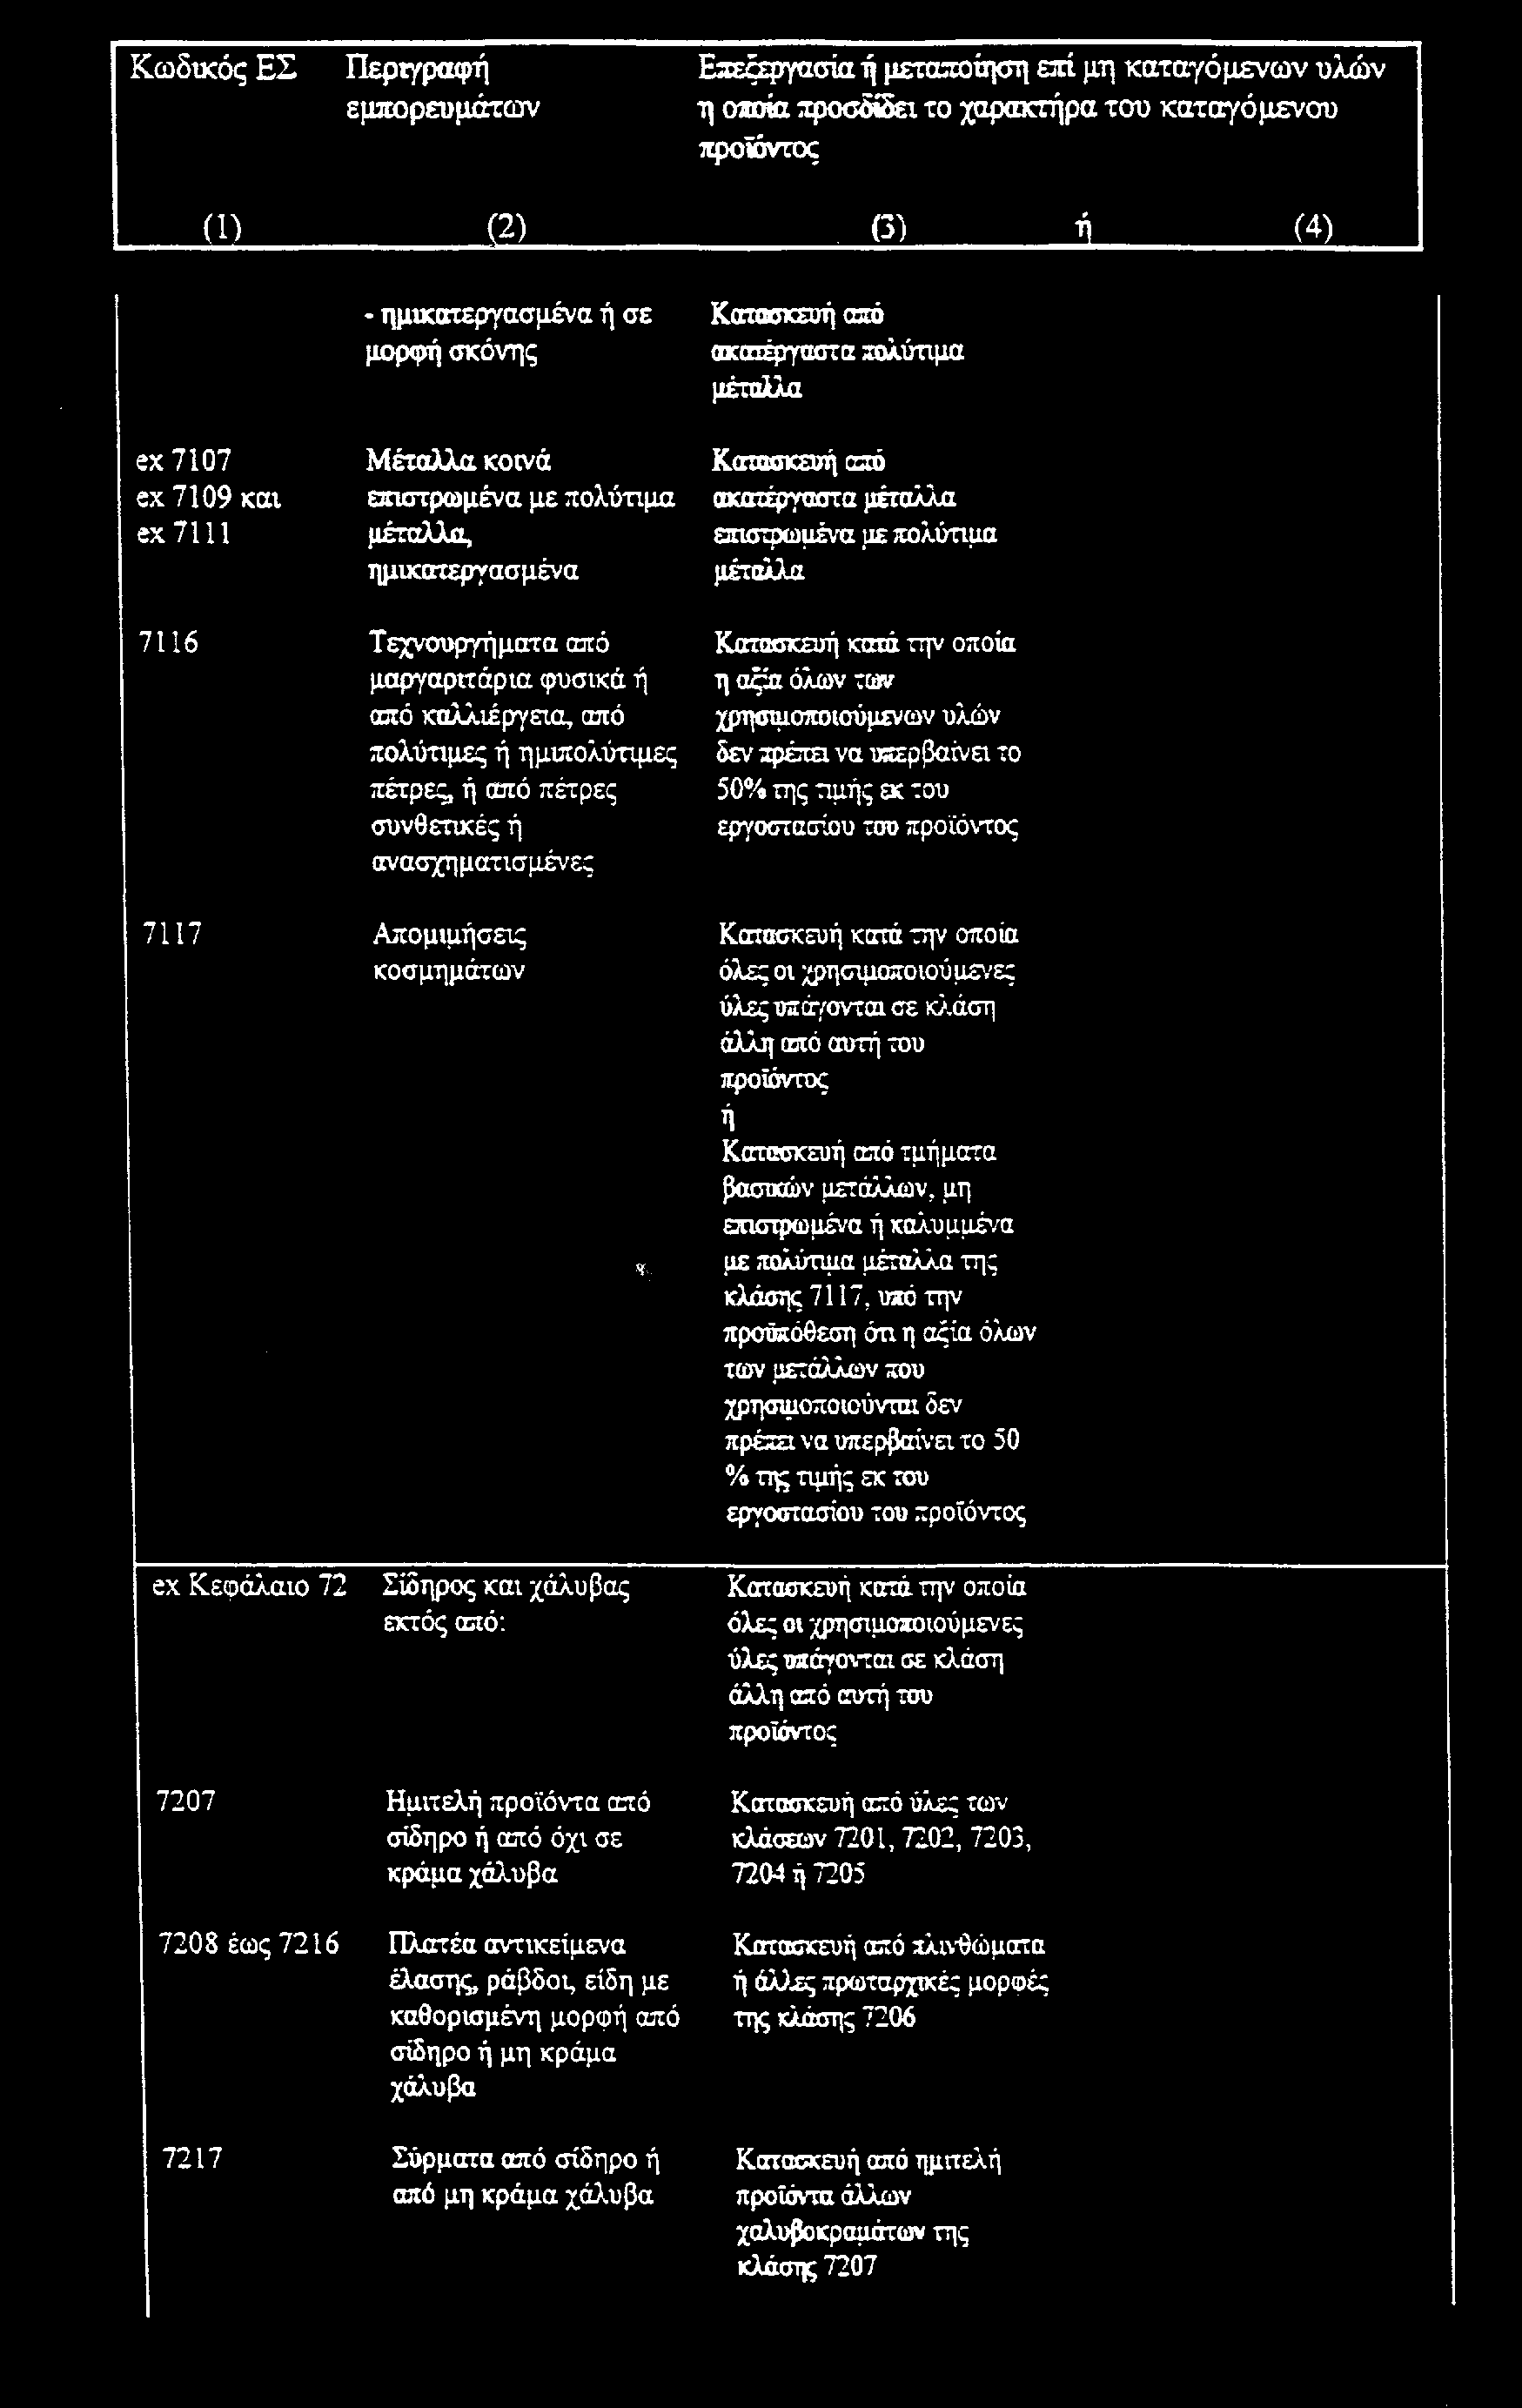 Κωδικός ΕΣ Περιγραφή Επεξεργασία ή μεταποίηση επί μη καταγόμενων υλών
εμπορευμάτων η οποία προσδίδει το χαρακτήρα του καταγόμενου
προϊόντος
(1) (2) (3) ή (4)
- ημικατεργασμένα ή σε Κατασκευή από
μορφή σκόνης ακατέργαστα πολύτιμα
μέταλλα
ex 7107 Μέταλλα κοινά Κατασκευή από
ex 7109 και επιστρωμένα με πολύτιμα ακατέργαστα μέταλλα
ex 7111 μέταλλα, επιστρωμένα με πολύτιμα
ημικατεργασμένα μέταλλα
7116 Τεχνουργήματα από Κατασκευή κατά την οποία
μαργαριτάρια φυσικά ή η αξία όλων των
από καλλιέργεια, από χρησιμοποιούμενων υλών
πολύτιμες ή ημιπολύτιμες δεν πρέπει να υπερβαίνει το
πέτρες, ή από πέτρες 50% της τιμής εκ του
συνθετικές ή εργοστασίου του προϊόντος
ανασχηματισμένες
7117 Απομιμήσεις Κατασκευή κατά την οποία
κοσμημάτων όλες οι χρησιμοποιούμενες
ύλες υπάγονται σε κλάση
άλλη από αυτή του
προϊόντος
ή
Κατασκευή από τμήματα
βασικών μετάλλων, μη
επιστρωμένα ή καλυμμένα
με πολύτιμα μέταλλα της
κλάσης 7117, υπό την
προϋπόθεση ότι η αξία όλων
των μετάλλων που
χρησιμοποιούνται δεν
πρέπει να υπερβαίνει το 50
% της τιμής εκ του
εργοστασίου του προϊόντος
ex Κεφάλαιο 72 Σίδηρος και χάλυβας Κατασκευή κατά την οποία
εκτός από: όλες οι χρησιμοποιούμενες
ύλες υπάγονται σε κλάση
άλλη από αυτή του
προϊόντος
7207 Ημιτελή προϊόντα από Κατασκευή από ύλες των
σίδηρο ή από όχι σε κλάσεων 7201, 7202, 7203,
κράμα χάλυβα 7204 ή 7205
7208 έως 7216 Πλατέα αντικείμενα Κατασκευή από πλινθώματα
έλασης, ράβδοι, είδη με ή άλλες πρωταρχικές μορφές
καθορισμένη μορφή από της κλάσης 7206
σίδηρο ή μη κράμα
χάλυβα
7217 Σύρματα από σίδηρο ή Κατασκευή από ημιτελή
από μη κράμα χάλυβα προϊόντα άλλων
χαλυβοκραμάτων της
κλάσης 7207